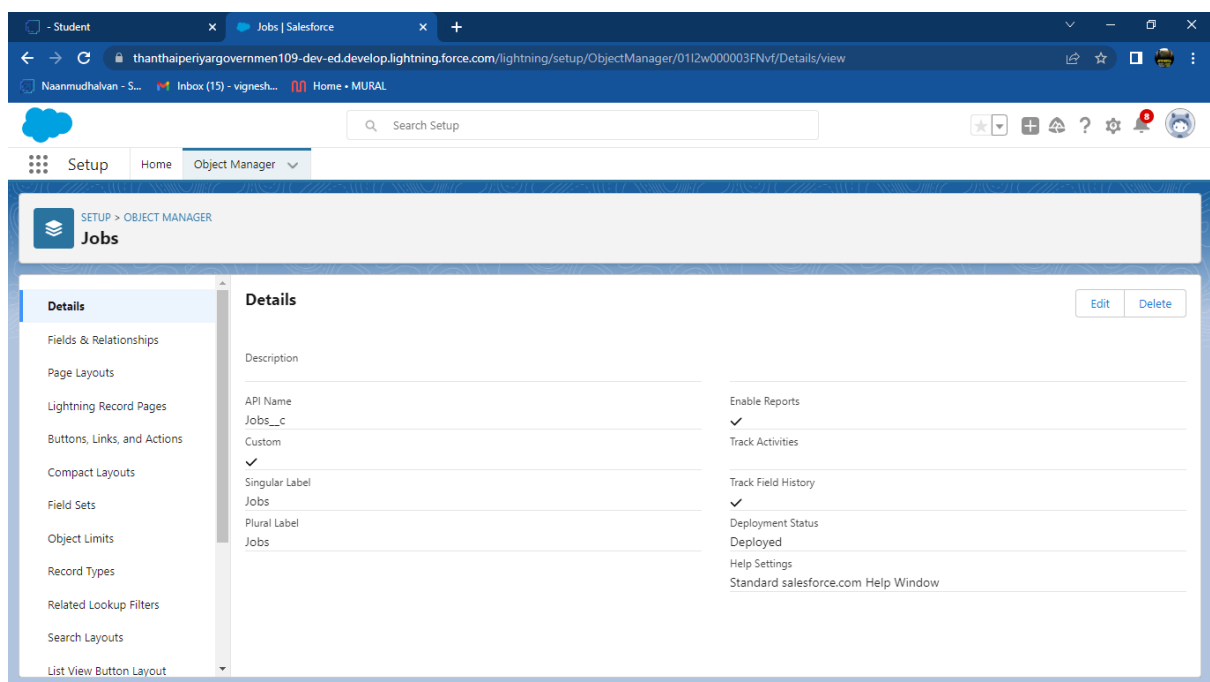 - Student
Jobs | Salesforce
thanthaiperiyargovernmen109-dev-ed.develop.lightning.force.com/lightning/setup/ObjectManager/01I2w000003FNvf/Details/view
Naanmudhalvan - S... Inbox (15) - vignesh... Home • MURAL
Search Setup
8
Setup Home Object Manager
SETUP > OBJECT MANAGER
Jobs
Details
Fields & Relationships
Page Layouts
Lightning Record Pages
Buttons, Links, and Actions
Compact Layouts
Field Sets
Object Limits
Record Types
Related Lookup Filters
Search Layouts
List View Button Layout
Details
Edit Delete
Description
API Name
Jobs__c
Custom
Singular Label
Jobs
Plural Label
Jobs
Enable Reports
Track Activities
Track Field History
Deployment Status
Deployed
Help Settings
Standard salesforce.com Help Window